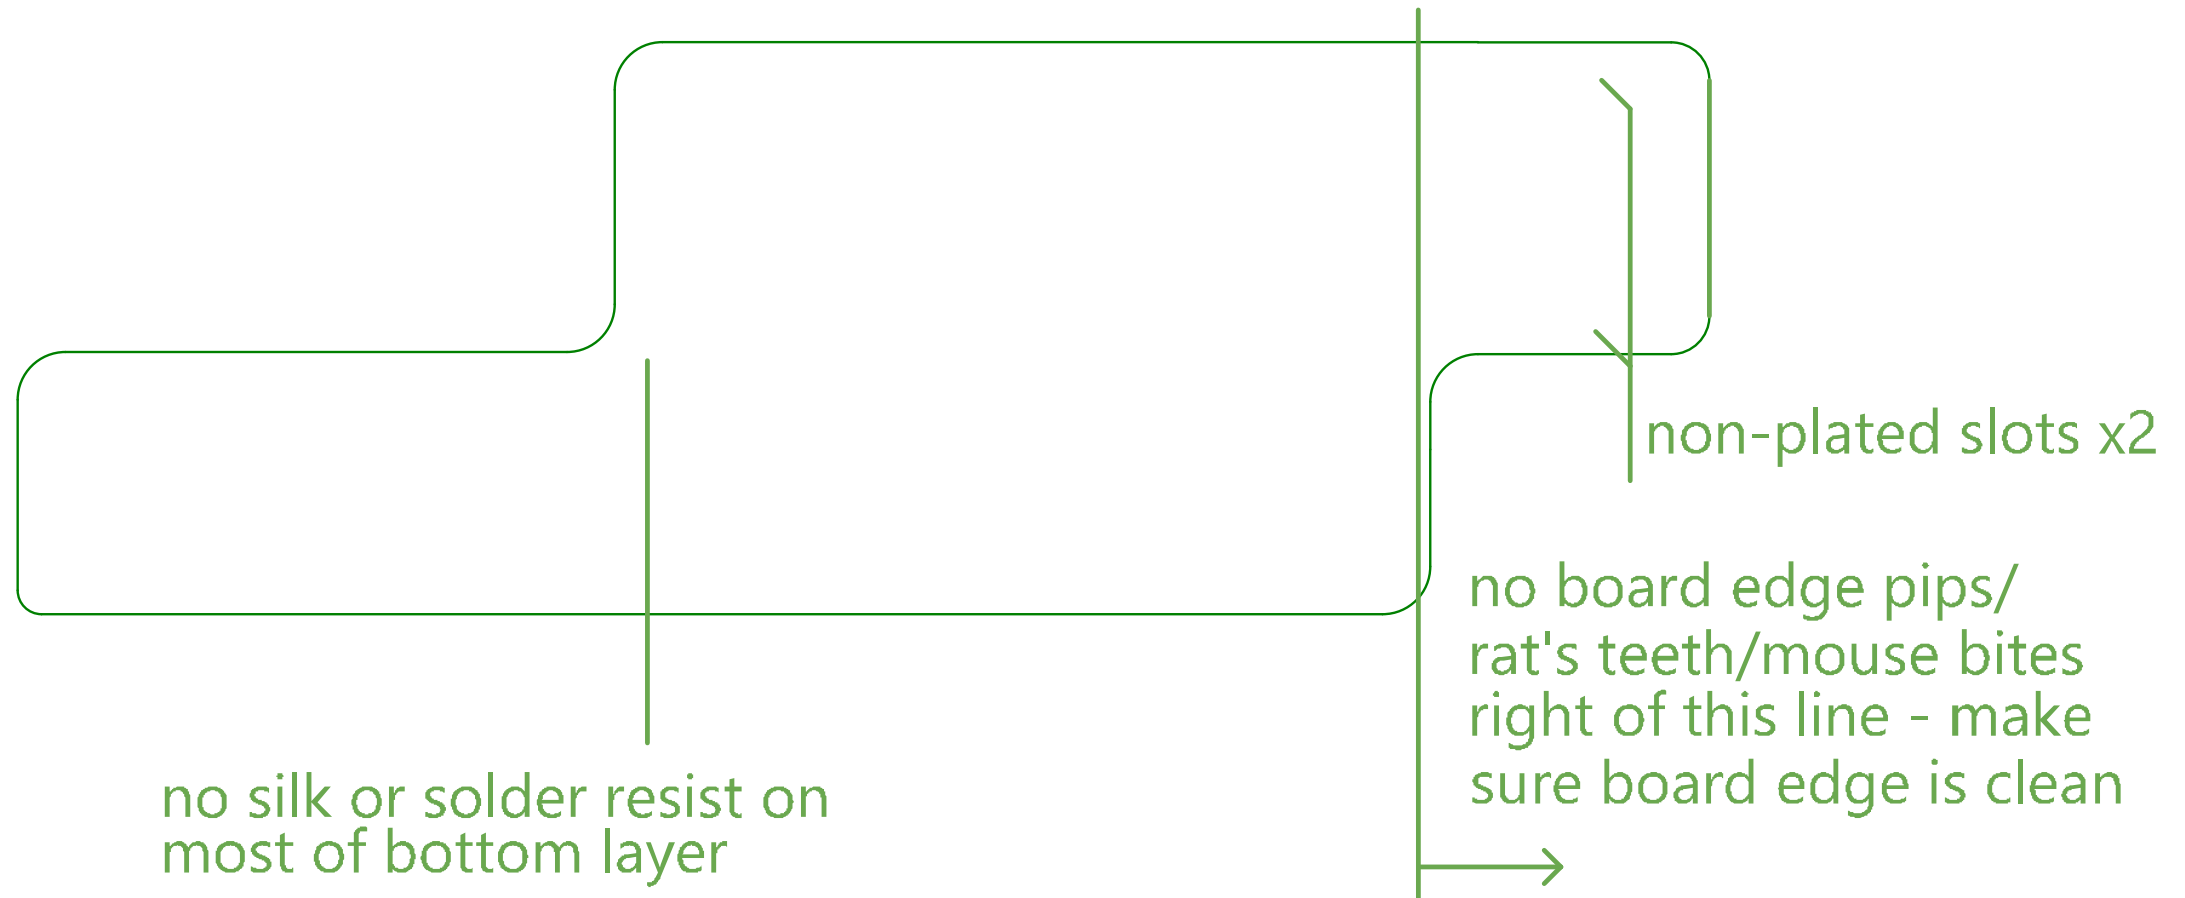 non-plated slots x2
no board edge pips/
rat's teeth/mouse bites
right of this line - make
sure board edge is clean
no silk or solder resist on
most of bottom layer